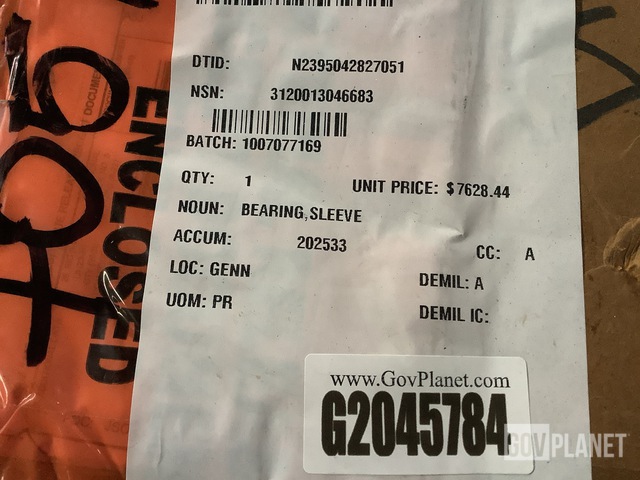 DTID: N2395042827051
NSN: 3120013046683
BATCH: 1007077169
QTY: 1 UNIT PRICE: $7628.44
NOUN: BEARING,SLEEVE
ACCUM: 202533 CC: A
LOC: GENN DEMIL: A
UOM: PR DEMIL IC:
www.GovPlanet.com
G2045784
GOVPLANET
ENCLOSED